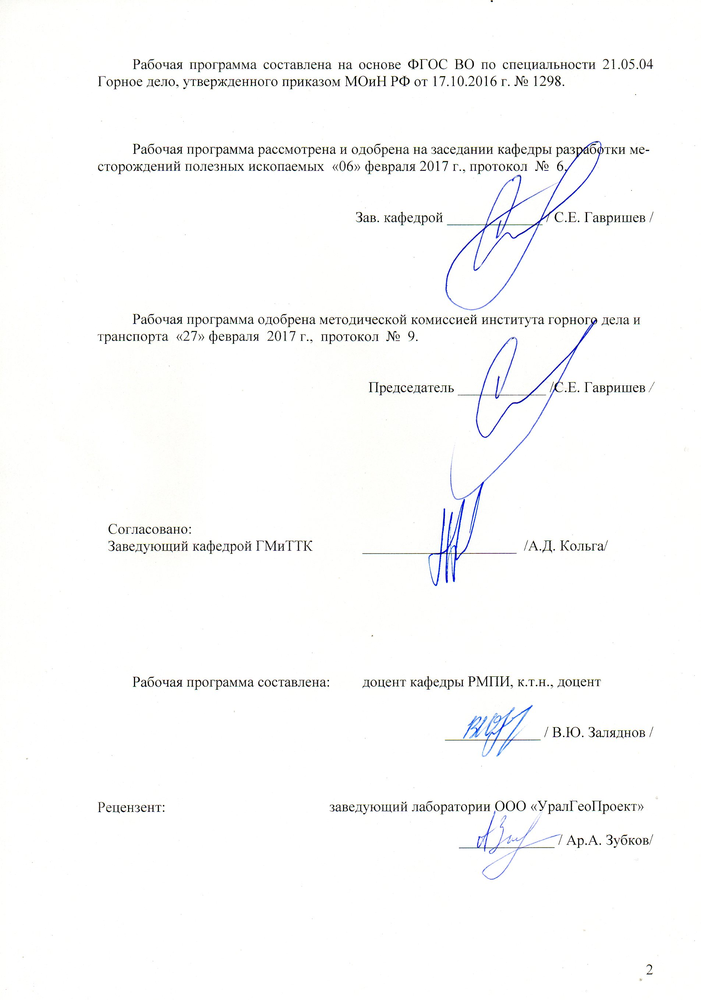 Рабочая программа составлена на основе ФГОС ВО по специальности 21.05.04
Горное дело, утвержденного приказом МОиН РФ от 17.10.2016 г. № 1298.
Рабочая программа рассмотрена и одобрена на заседании кафедры разработки ме-
сторождений полезных ископаемых «06» февраля 2017 г., протокол № 6.
Зав. кафедрой _____________ / С.Е. Гавришев /
Рабочая программа одобрена методической комиссией института горного дела и
транспорта «27» февраля 2017 г., протокол № 9.
Председатель ____________ /С.Е. Гавришев /
Согласовано:
Заведующий кафедрой ГМиТТК _____________________ /А.Д. Кольга/
Рабочая программа составлена: доцент кафедры РМПИ, к.т.н., доцент
_____________ / В.Ю. Заляднов /
Рецензент: заведующий лаборатории ООО «УралГеоПроект»
_____________ / Ар.А. Зубков/
2